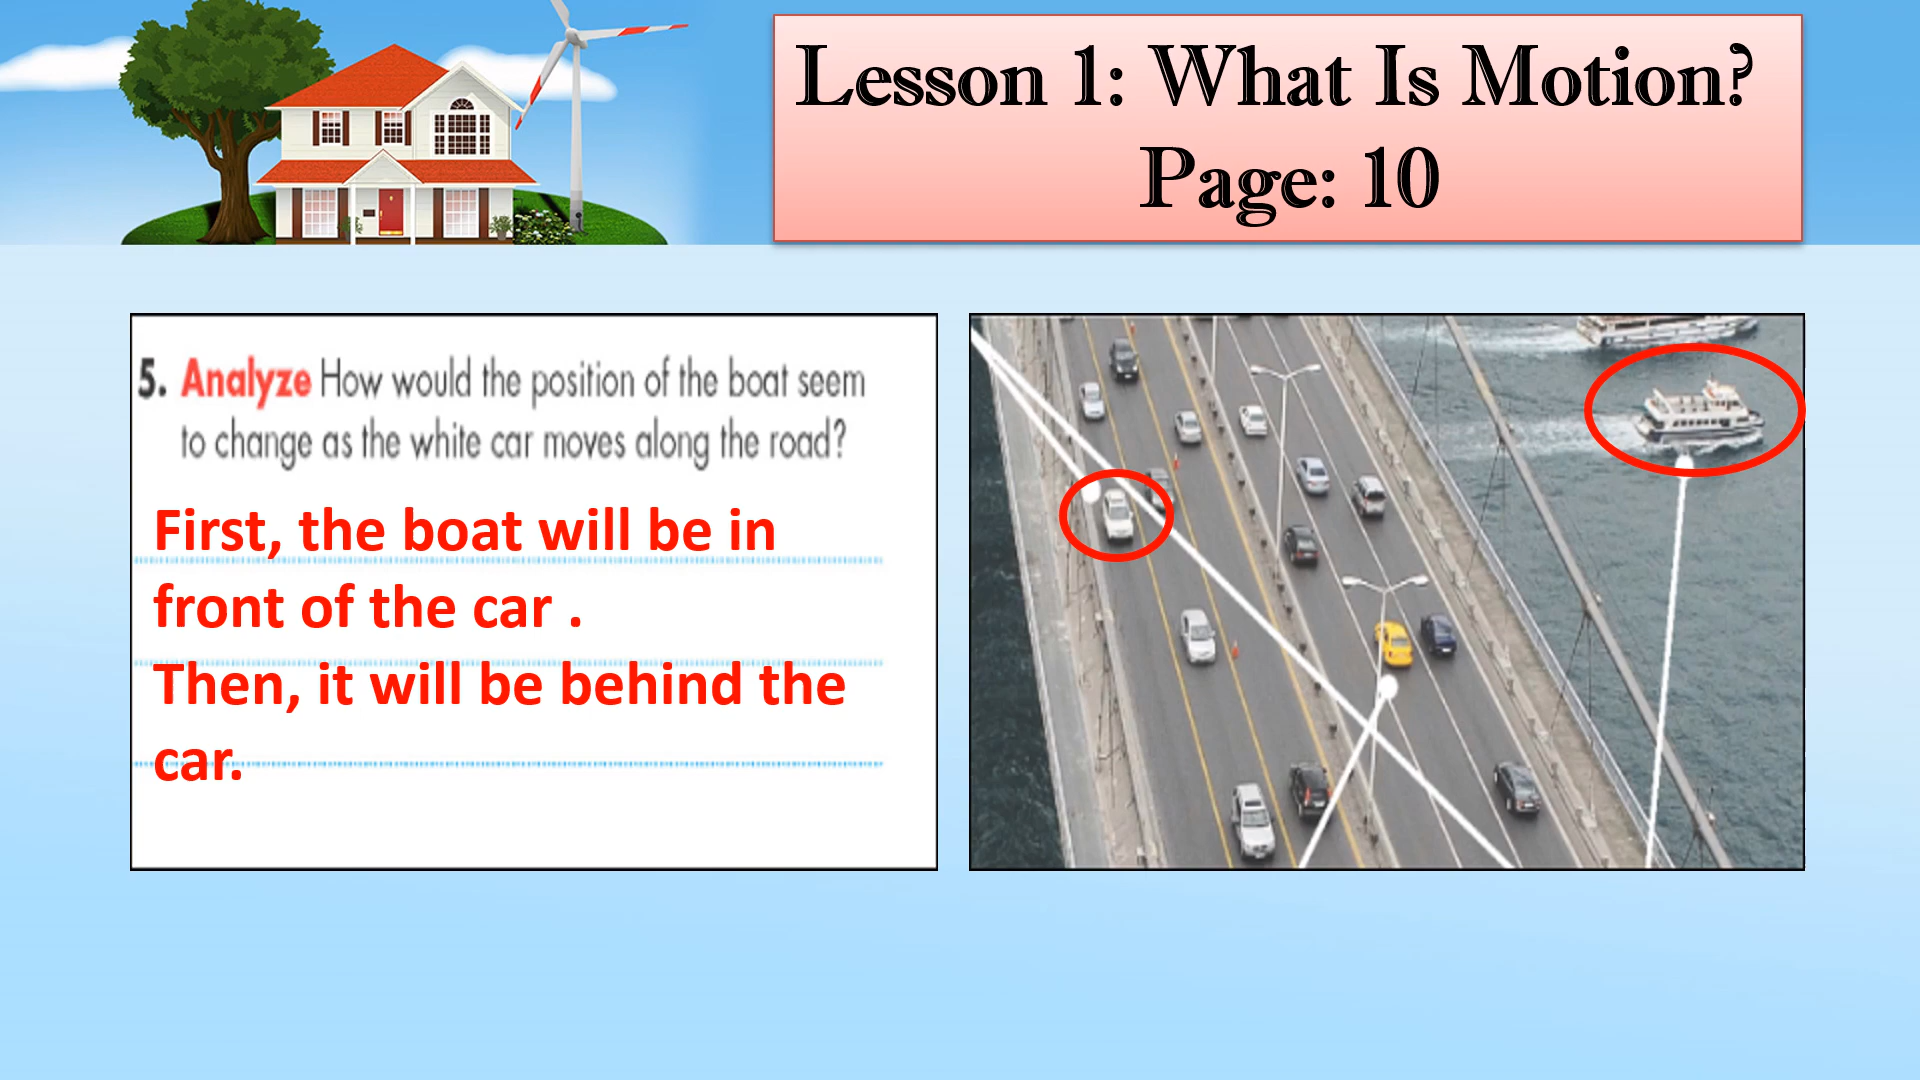 Lesson 1: What Is Motion?
Page: 10
5. Analyze How would the position of the boat seem
to change as the white car moves along the road?
First, the boat will be in
front of the car .
Then, it will be behind the
car.